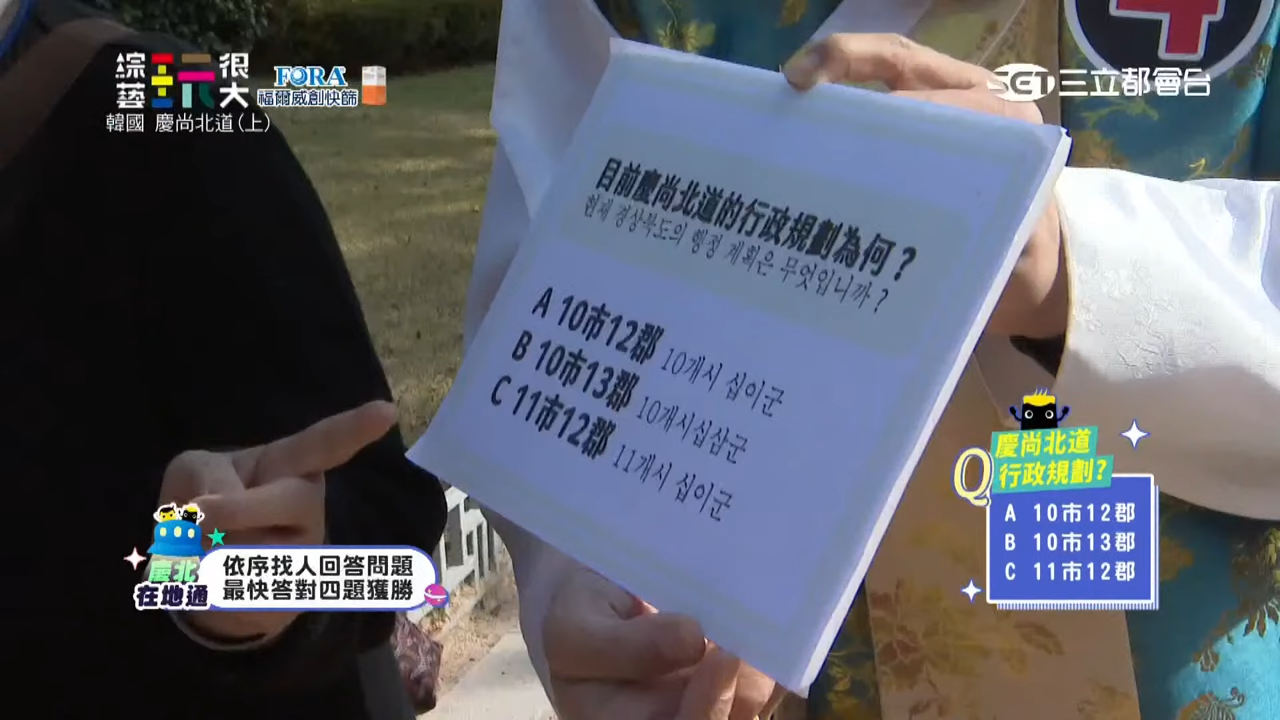 綜藝玩很大
FORA
福爾威創快篩
韓國 慶尚北道(上)
SET 三立都會台
目前慶尚北道的行政規劃為何？
현재 경상북도의 행정 계획은 무엇입니까？
A 10市12郡 10개시 십이군
B 10市13郡 10개시십삼군
C 11市12郡 11개시 십이군
Q 慶尚北道
行政規劃?
A 10市12郡
B 10市13郡
C 11市12郡
慶北
在地通
依序找人回答問題
最快答對四題獲勝